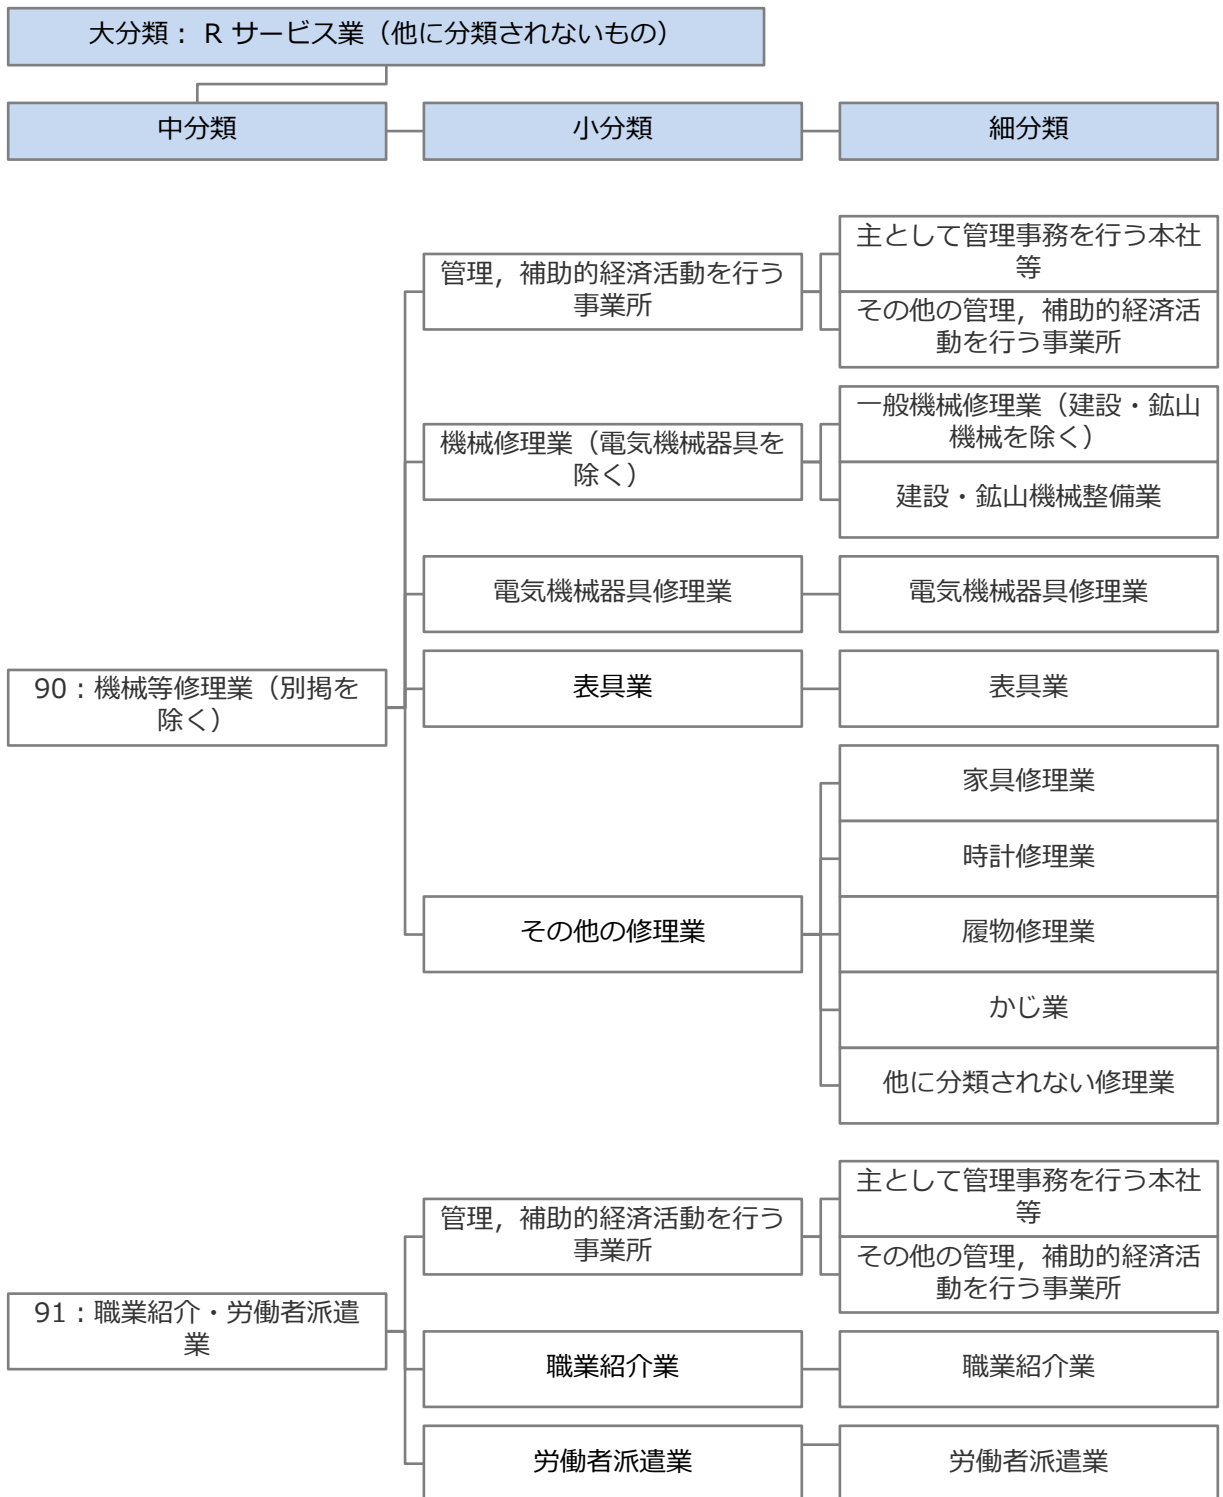 大分類： R サービス業（他に分類されないもの）
中分類
小分類
細分類
90：機械等修理業（別掲を
除く）
管理，補助的経済活動を行う
事業所
主として管理事務を行う本社
等
その他の管理，補助的経済活
動を行う事業所
機械修理業（電気機械器具を
除く）
一般機械修理業（建設・鉱山
機械を除く）
建設・鉱山機械整備業
電気機械器具修理業
電気機械器具修理業
表具業
表具業
その他の修理業
家具修理業
時計修理業
履物修理業
かじ業
他に分類されない修理業
91：職業紹介・労働者派遣
業
管理，補助的経済活動を行う
事業所
主として管理事務を行う本社
等
その他の管理，補助的経済活
動を行う事業所
職業紹介業
職業紹介業
労働者派遣業
労働者派遣業